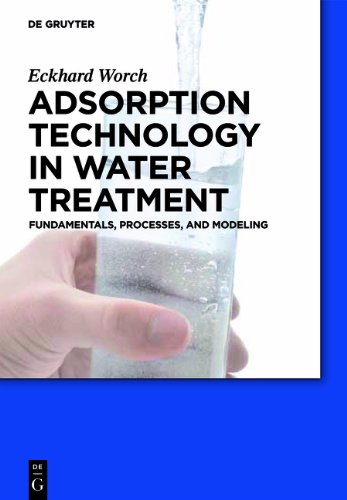 DE GRUYTER
Eckhard Worch
ADSORPTION
TECHNOLOGY
IN WATER
TREATMENT
FUNDAMENTALS, PROCESSES, AND MODELING
DE
G